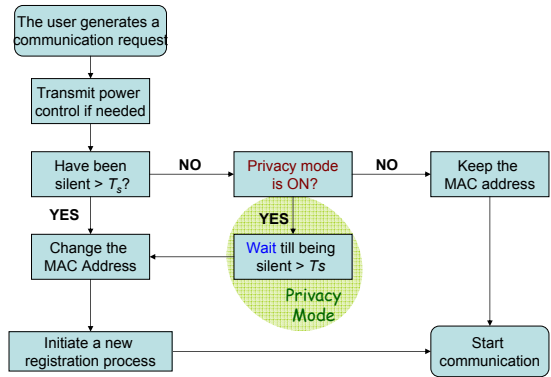 The user generates a
communication request
Transmit power
control if needed
Have been
silent > Ts?
NO
Privacy mode
is ON?
NO
Keep the
MAC address
YES
YES
Change the
MAC Address
Wait till being
silent > Ts
Privacy
Mode
Initiate a new
registration process
Start
communication